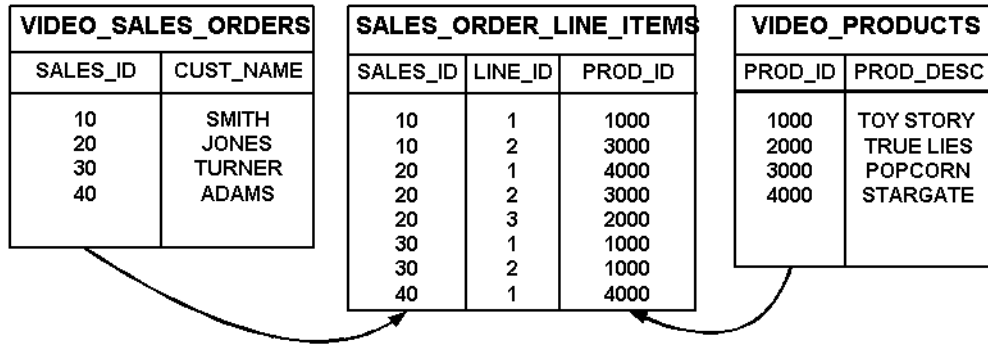 VIDEO_SALES_ORDERS
SALES_ID CUST_NAME
10 SMITH
20 JONES
30 TURNER
40 ADAMS
SALES_ORDER_LINE_ITEMS
SALES_ID LINE_ID PROD_ID
10 1 1000
10 2 3000
20 1 4000
20 2 3000
20 3 2000
30 1 1000
30 2 1000
40 1 4000
VIDEO_PRODUCTS
PROD_ID PROD_DESC
1000 TOY STORY
2000 TRUE LIES
3000 POPCORN
4000 STARGATE